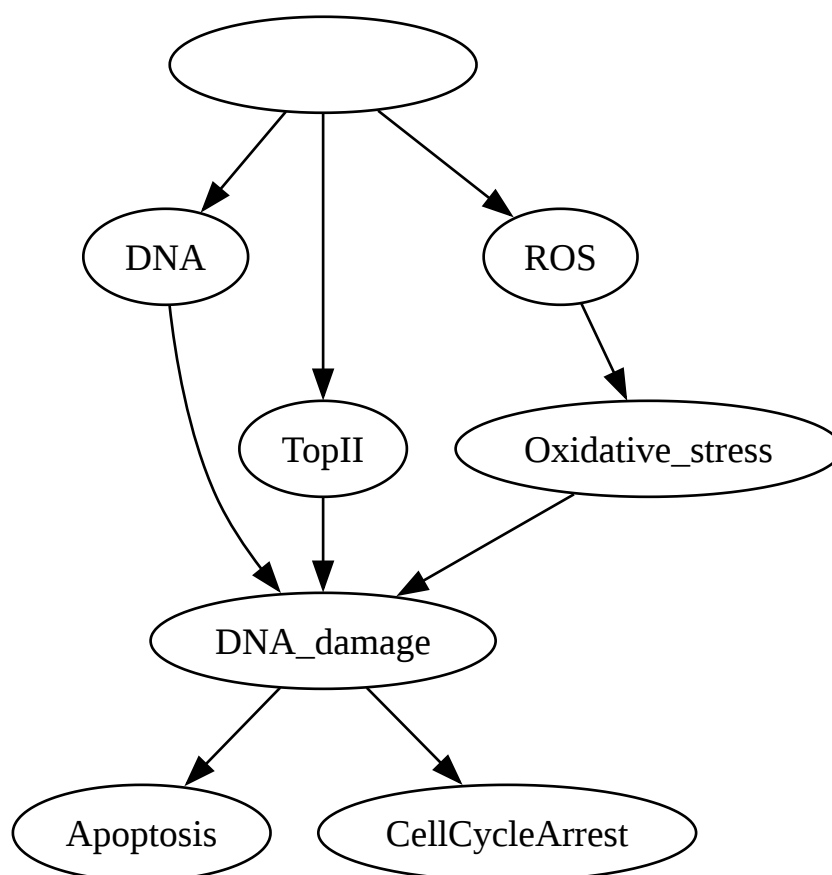 DNA
ROS
TopII
Oxidative_stress
DNA_damage
Apoptosis
CellCycleArrest